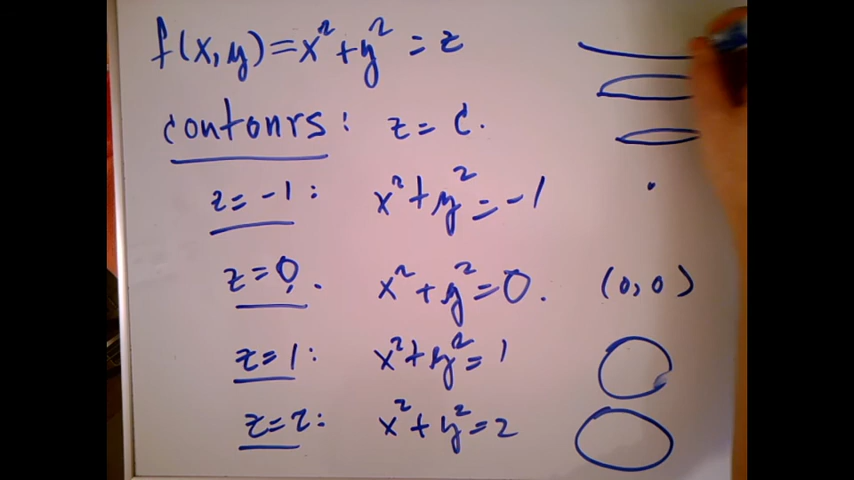 f(x,y)=x²+y²=z
contours: z=c.
z=-1: x²+y²=-1
z=0. x²+y²=0. (0,0)
z=1: x²+y²=1
z=2: x²+y²=2